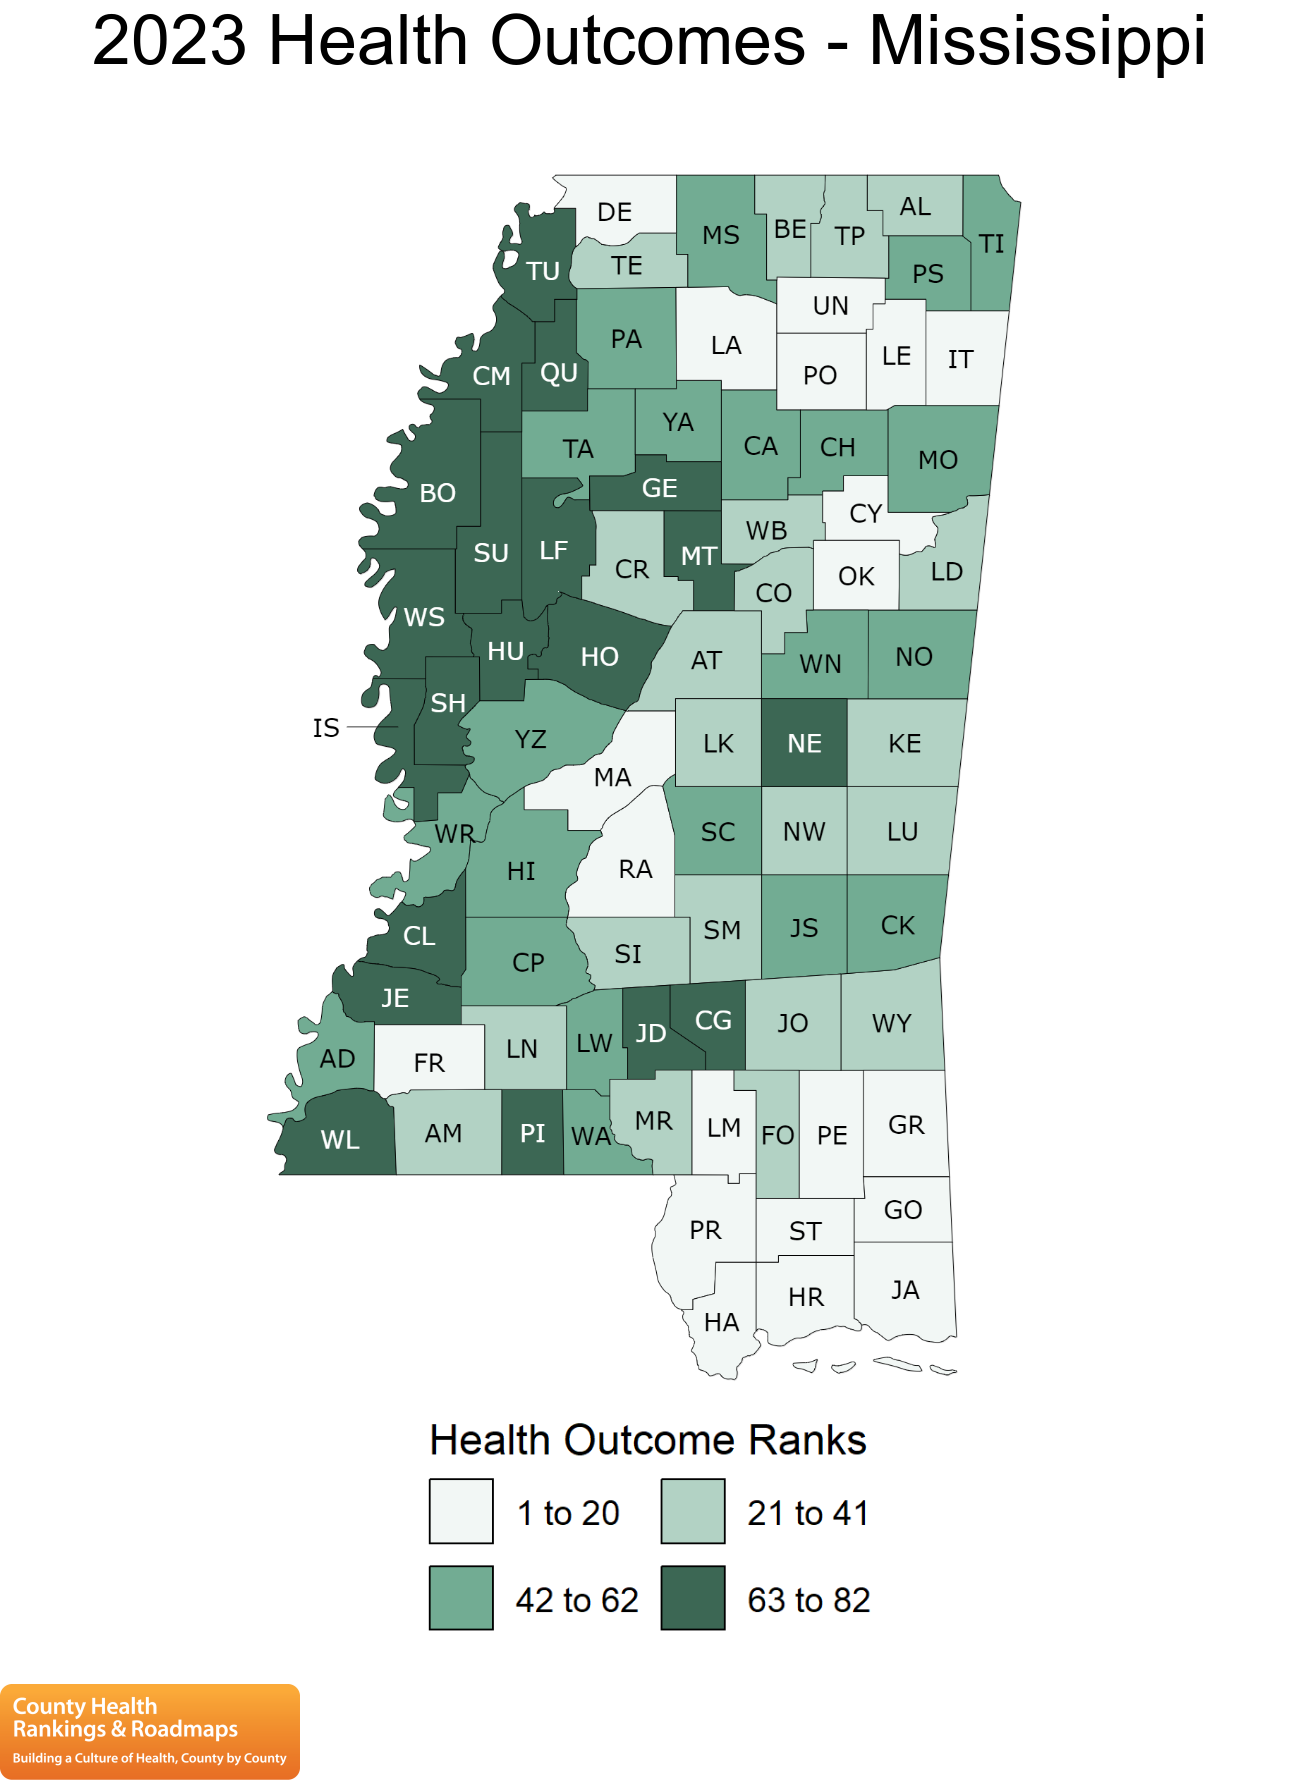 2023 Health Outcomes - Mississippi
DE
MS
BE
TP
AL
TI
TU
TE
PS
UN
PA
LA
LE
IT
CM
QU
PO
YA
TA
CA
CH
MO
BO
GE
CY
WB
SU
LF
MT
CR
OK
LD
CO
WS
HU
HO
AT
WN
NO
SH
IS
YZ
LK
NE
KE
MA
WR
SC
NW
LU
HI
RA
CL
CP
SI
SM
JS
CK
JE
LW
JD
CG
JO
WY
AD
FR
LN
WL
AM
PI
WA
MR
LM
FO
PE
GR
PR
ST
GO
HA
HR
JA
Health Outcome Ranks
1 to 20
21 to 41
42 to 62
63 to 82
County Health
Rankings & Roadmaps
Building a Culture of Health, County by County